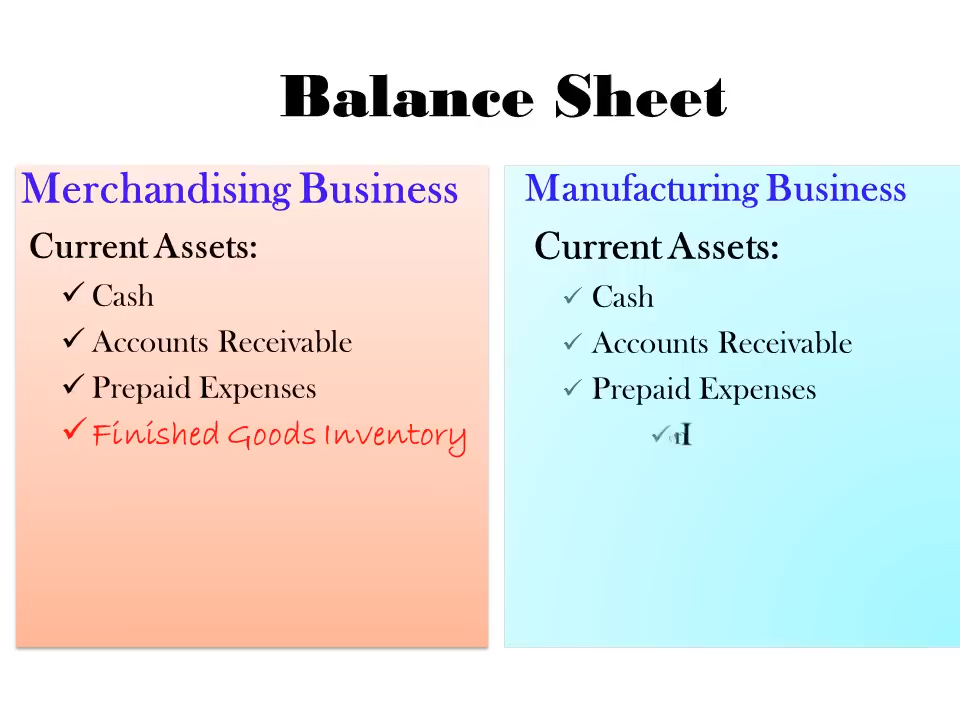 Balance Sheet
Merchandising Business
Current Assets:
✓ Cash
✓ Accounts Receivable
✓ Prepaid Expenses
✓ Finished Goods Inventory
Manufacturing Business
Current Assets:
✓ Cash
✓ Accounts Receivable
✓ Prepaid Expenses